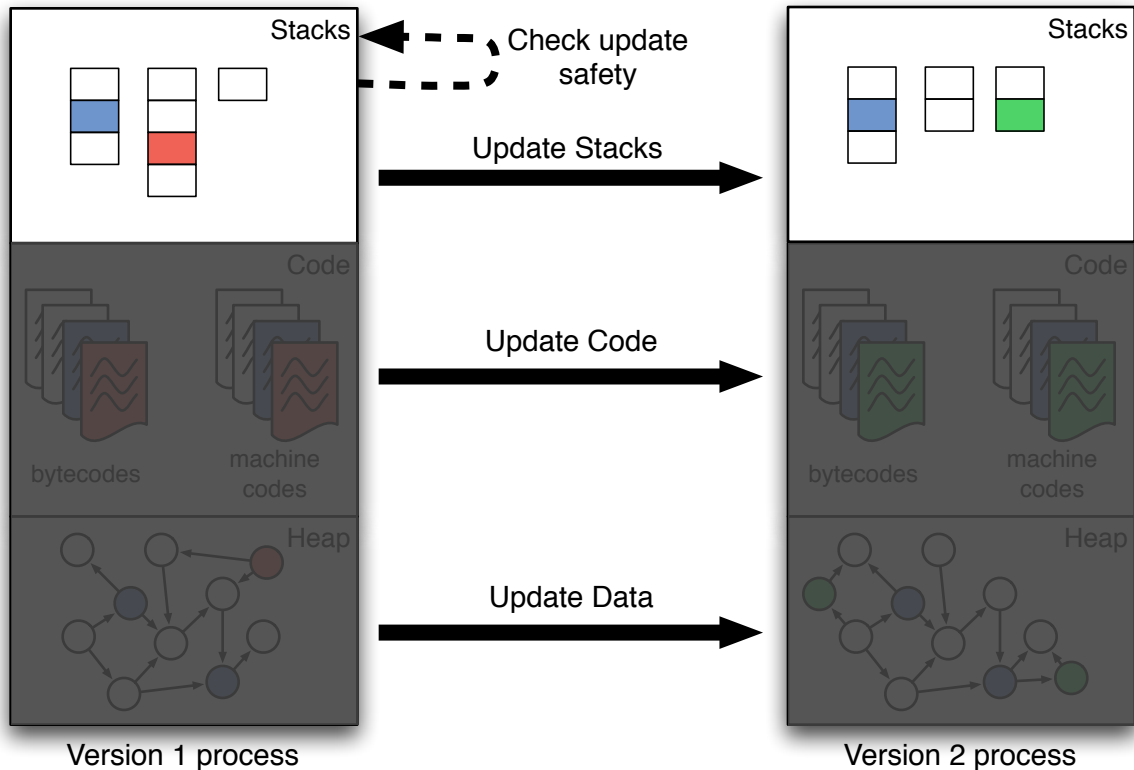 Stacks
Check update
safety
Stacks
Update Stacks
Code
Code
Update Code
bytecodes
machine
codes
bytecodes
machine
codes
Heap
Heap
Update Data
Version 1 process
Version 2 process